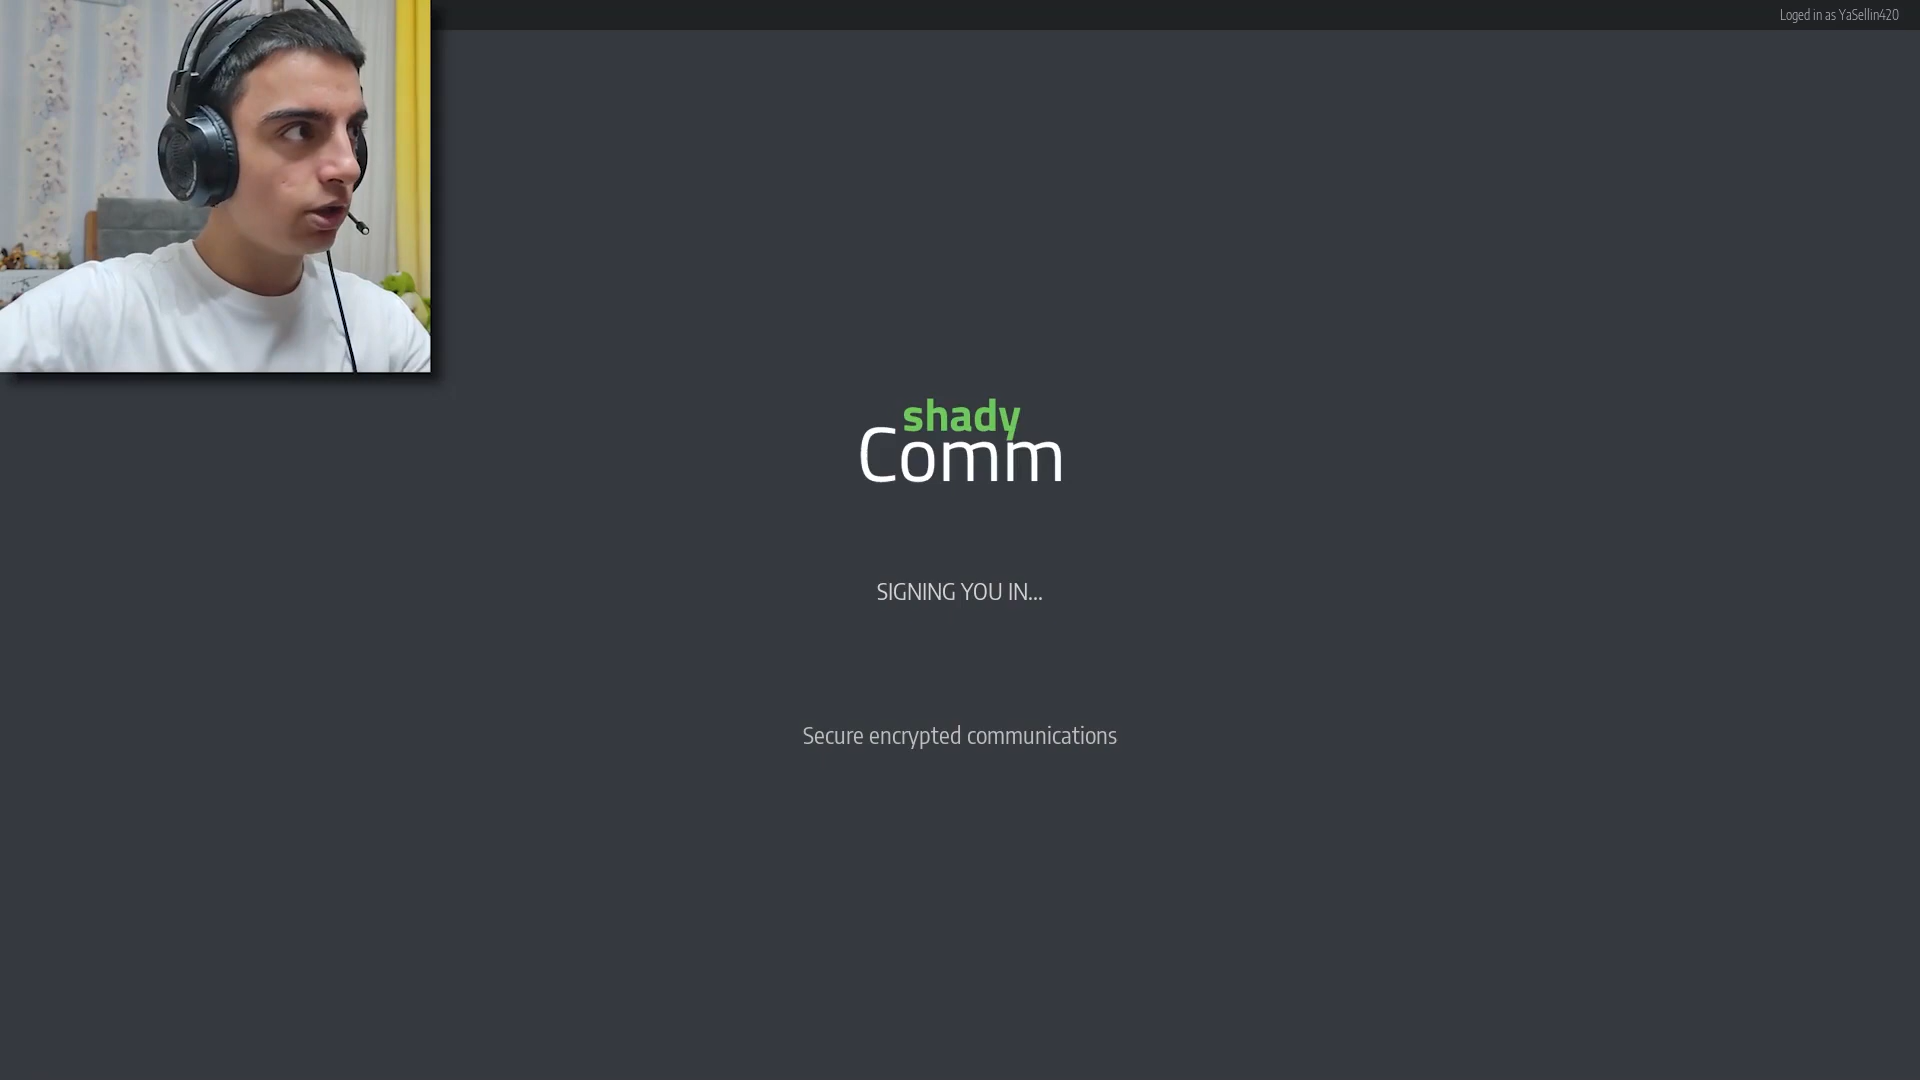 Loged in as YaSellin420
shady
Comm
SIGNING YOU IN...
Secure encrypted communications